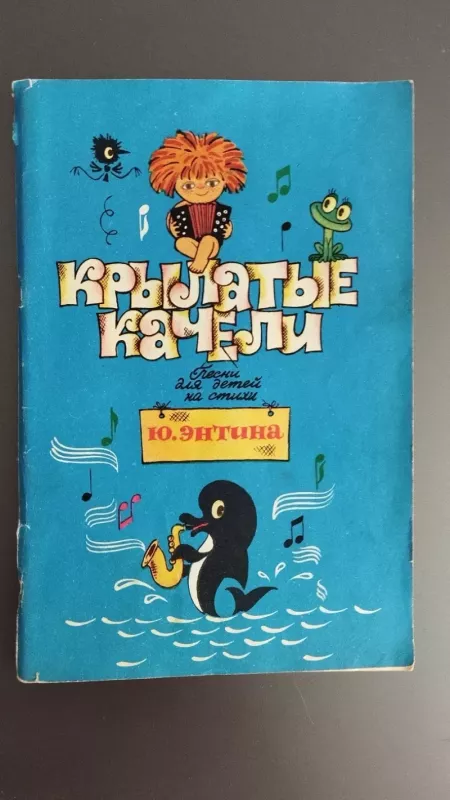 КРЫЛАТЫЕ
КАЧЕЛИ
Песни
для детей
на стихи
Ю. ЭНТИНА